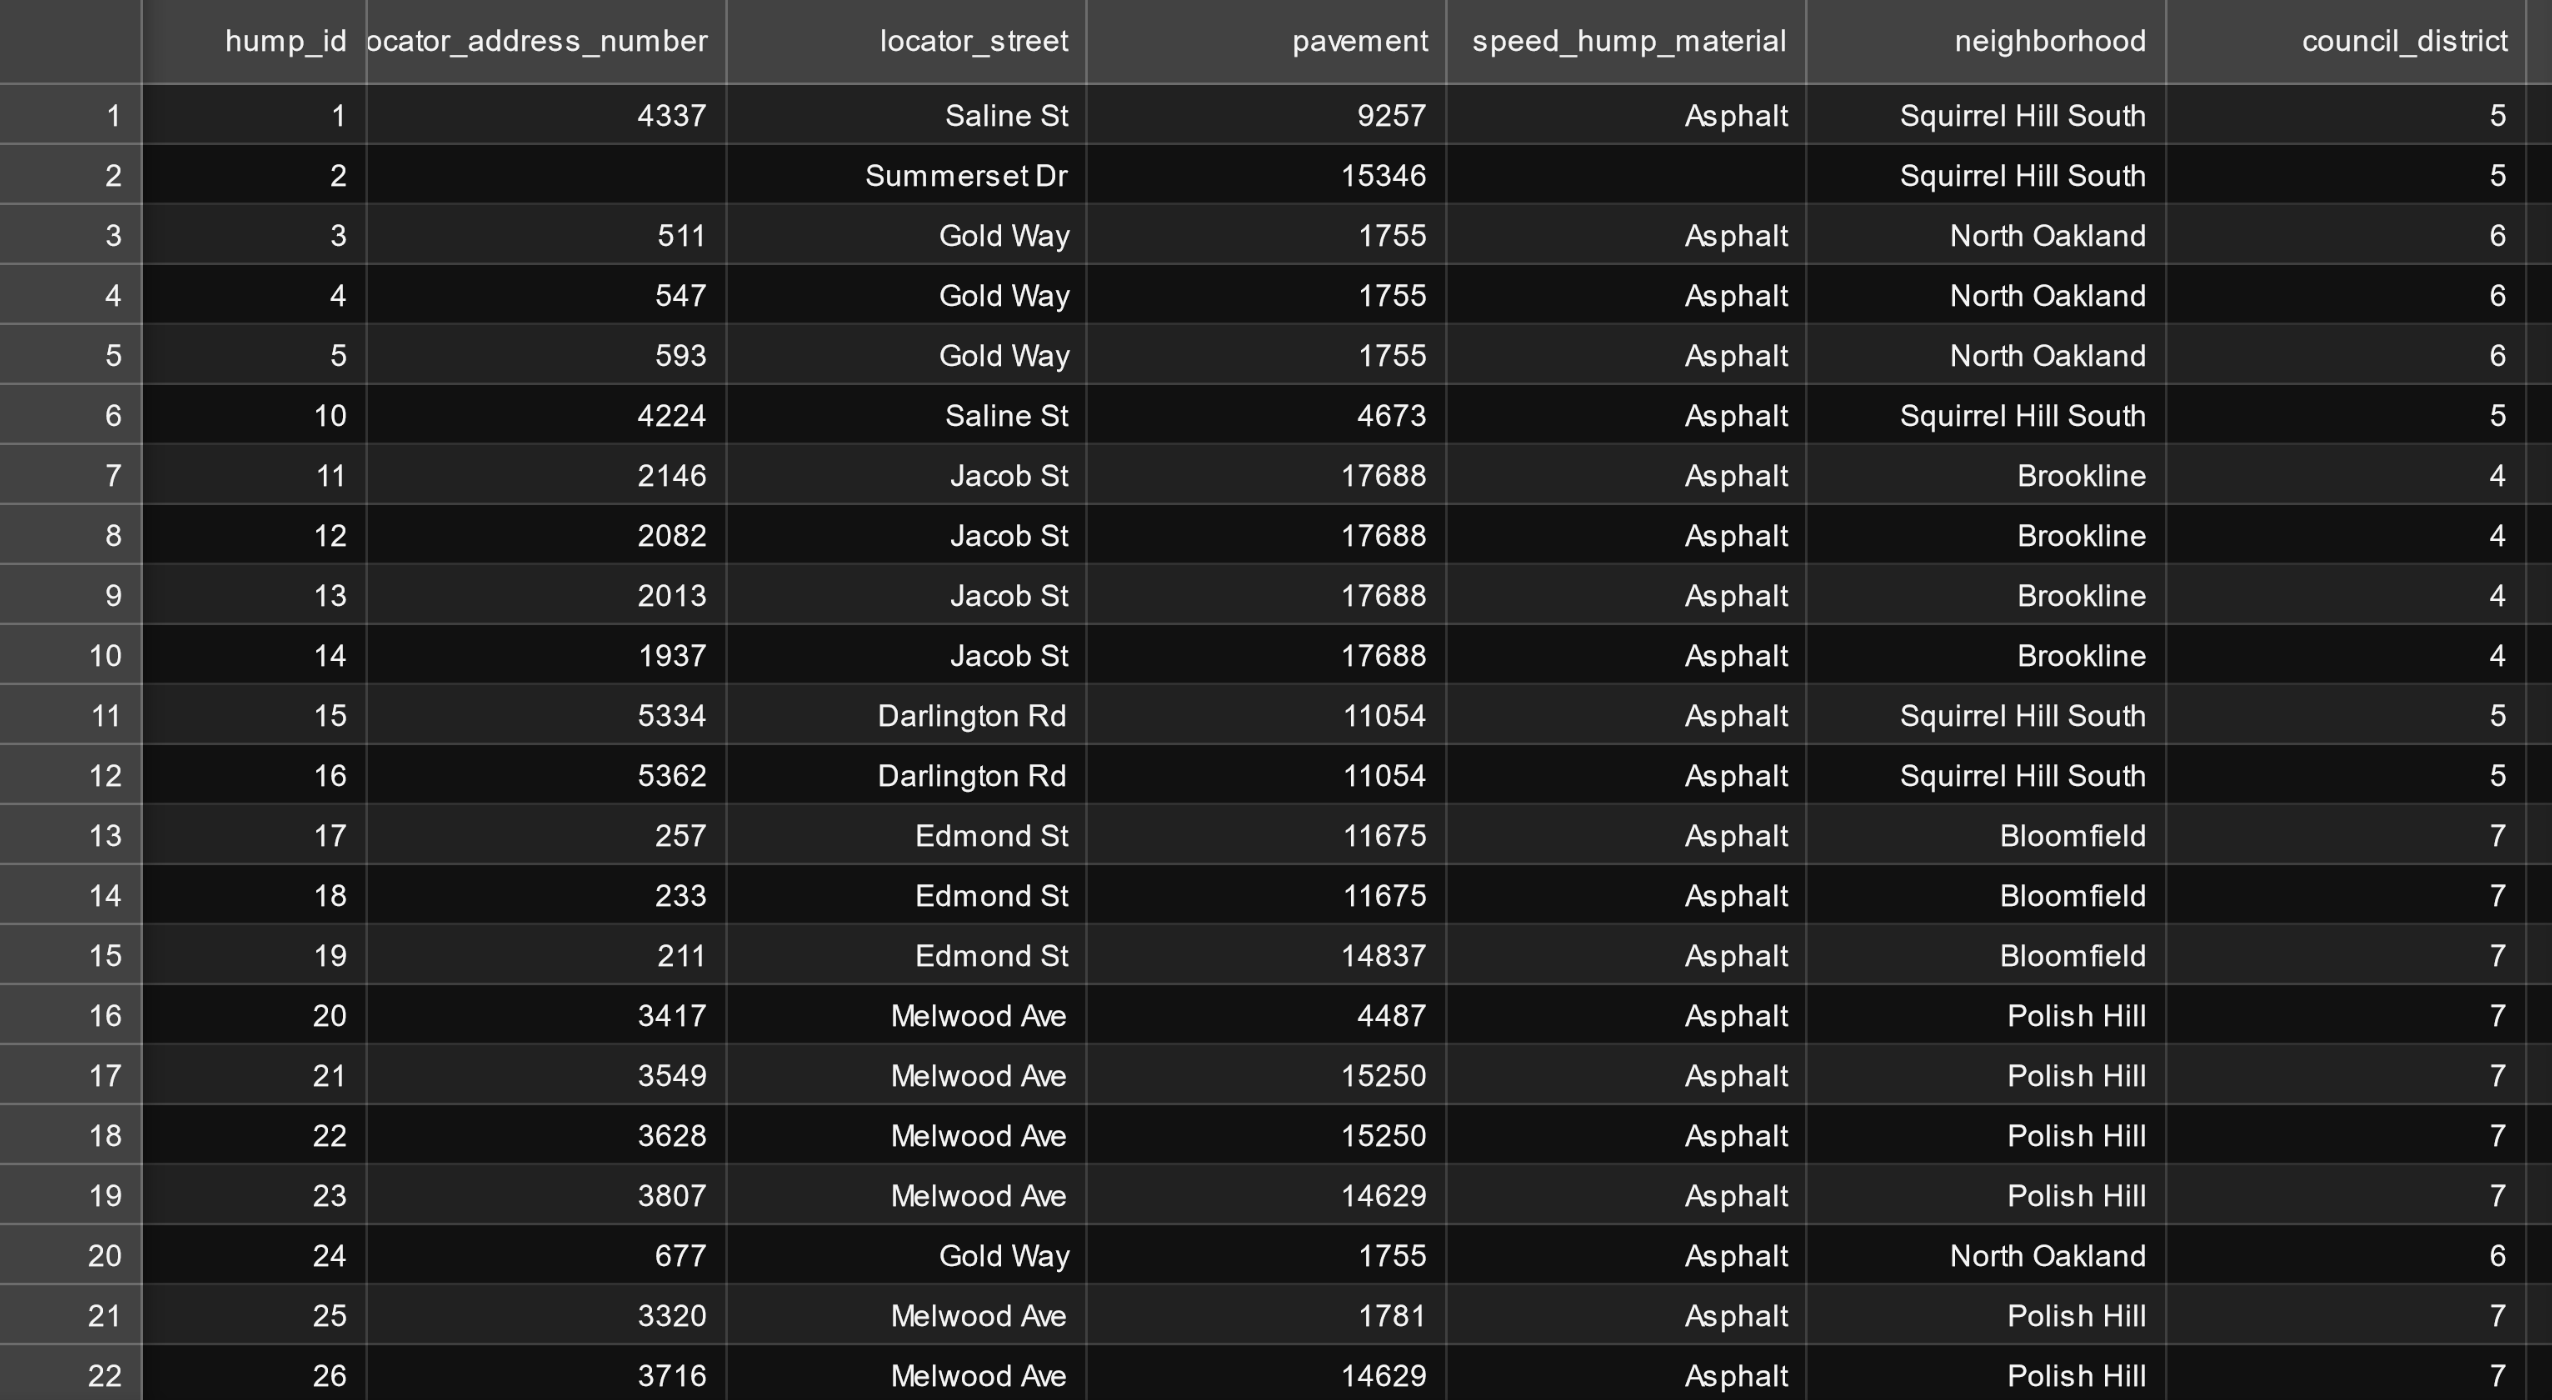 hump_id ocator_address_number locator_street pavement speed_hump_material neighborhood council_district
1 1 4337 Saline St 9257 Asphalt Squirrel Hill South 5
2 2 Summerset Dr 15346 Squirrel Hill South 5
3 3 511 Gold Way 1755 Asphalt North Oakland 6
4 4 547 Gold Way 1755 Asphalt North Oakland 6
5 5 593 Gold Way 1755 Asphalt North Oakland 6
6 10 4224 Saline St 4673 Asphalt Squirrel Hill South 5
7 11 2146 Jacob St 17688 Asphalt Brookline 4
8 12 2082 Jacob St 17688 Asphalt Brookline 4
9 13 2013 Jacob St 17688 Asphalt Brookline 4
10 14 1937 Jacob St 17688 Asphalt Brookline 4
11 15 5334 Darlington Rd 11054 Asphalt Squirrel Hill South 5
12 16 5362 Darlington Rd 11054 Asphalt Squirrel Hill South 5
13 17 257 Edmond St 11675 Asphalt Bloomfield 7
14 18 233 Edmond St 11675 Asphalt Bloomfield 7
15 19 211 Edmond St 14837 Asphalt Bloomfield 7
16 20 3417 Melwood Ave 4487 Asphalt Polish Hill 7
17 21 3549 Melwood Ave 15250 Asphalt Polish Hill 7
18 22 3628 Melwood Ave 15250 Asphalt Polish Hill 7
19 23 3807 Melwood Ave 14629 Asphalt Polish Hill 7
20 24 677 Gold Way 1755 Asphalt North Oakland 6
21 25 3320 Melwood Ave 1781 Asphalt Polish Hill 7
22 26 3716 Melwood Ave 14629 Asphalt Polish Hill 7